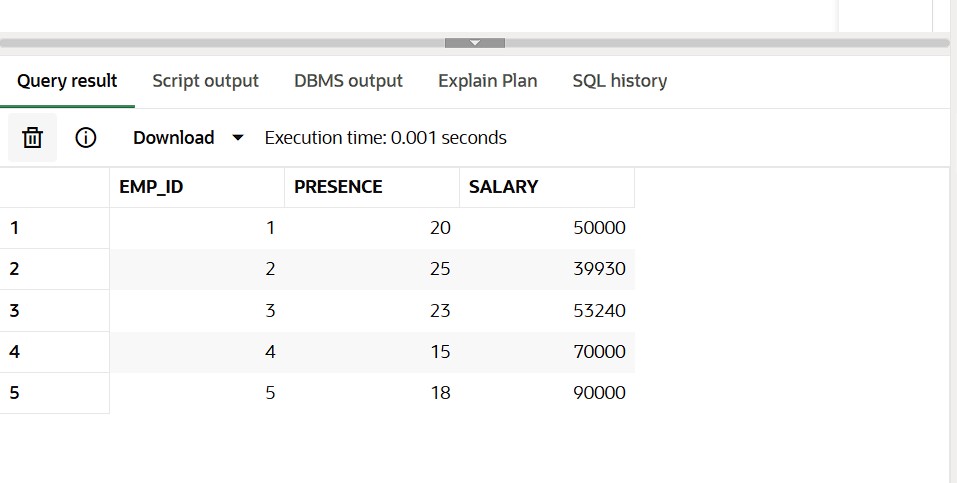 Query result Script output DBMS output Explain Plan SQL history
Download Execution time: 0.001 seconds
EMP_ID PRESENCE SALARY
1 1 20 50000
2 2 25 39930
3 3 23 53240
4 4 15 70000
5 5 18 90000